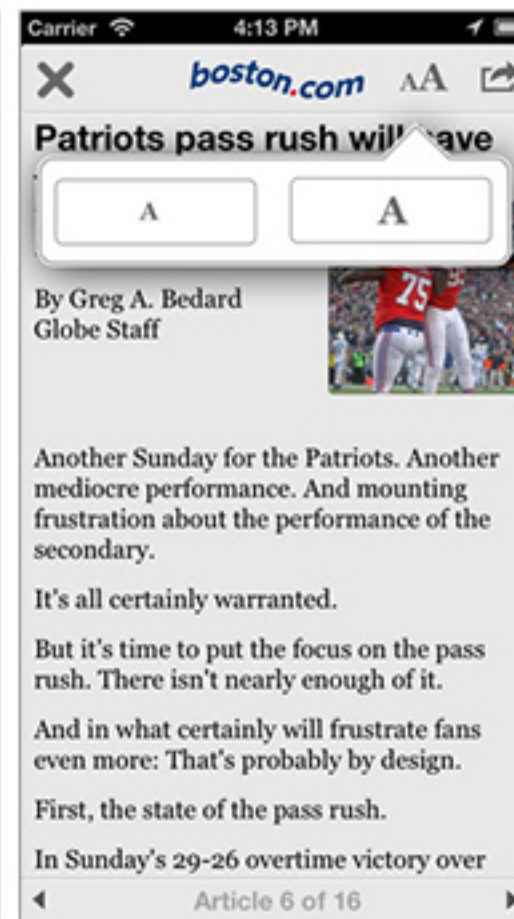 Carrier 4:13 PM
boston.com AA
Patriots pass rush will
A A
By Greg A. Bedard
Globe Staff
75
Another Sunday for the Patriots. Another
mediocre performance. And mounting
frustration about the performance of the
secondary.
It's all certainly warranted.
But it's time to put the focus on the pass
rush. There isn't nearly enough of it.
And in what certainly will frustrate fans
even more: That's probably by design.
First, the state of the pass rush.
In Sunday's 29-26 overtime victory over
Article 6 of 16